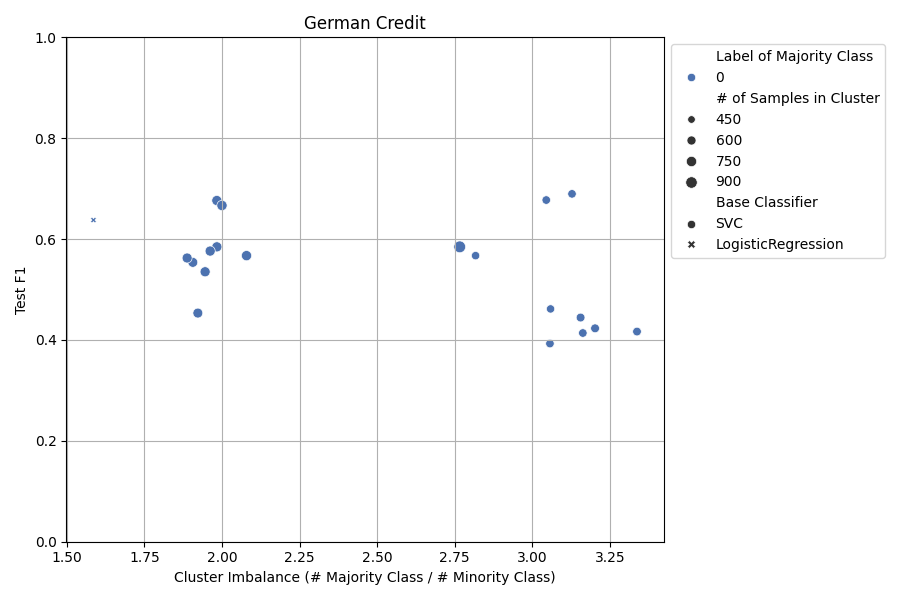 German Credit
1.0
0.8
0.6
0.4
0.2
0.0
Test F1
1.50 1.75 2.00 2.25 2.50 2.75 3.00 3.25
Cluster Imbalance (# Majority Class / # Minority Class)
Label of Majority Class
0
# of Samples in Cluster
450
600
750
900
Base Classifier
SVC
LogisticRegression